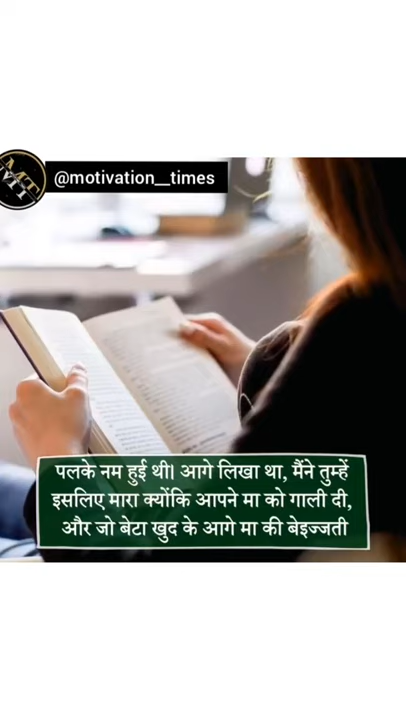 @motivation__times
पलके नम हुई थी। आगे लिखा था, मैंने तुम्हें
इसलिए मारा क्योंकि आपने मा को गाली दी,
और जो बेटा खुद के आगे मा की बेइज्जती